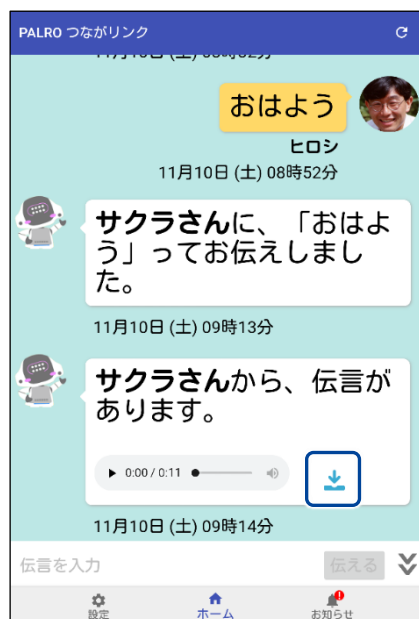 PALRO つながリンク
おはよう
ヒロシ
11月10日 (土) 08時52分
サクラさんに、「おはよ
う」ってお伝えしまし
た。
11月10日 (土) 09時13分
サクラさんから、伝言が
あります。
0:00 / 0:11
11月10日 (土) 09時14分
伝言を入力
伝える
設定
ホーム
お知らせ